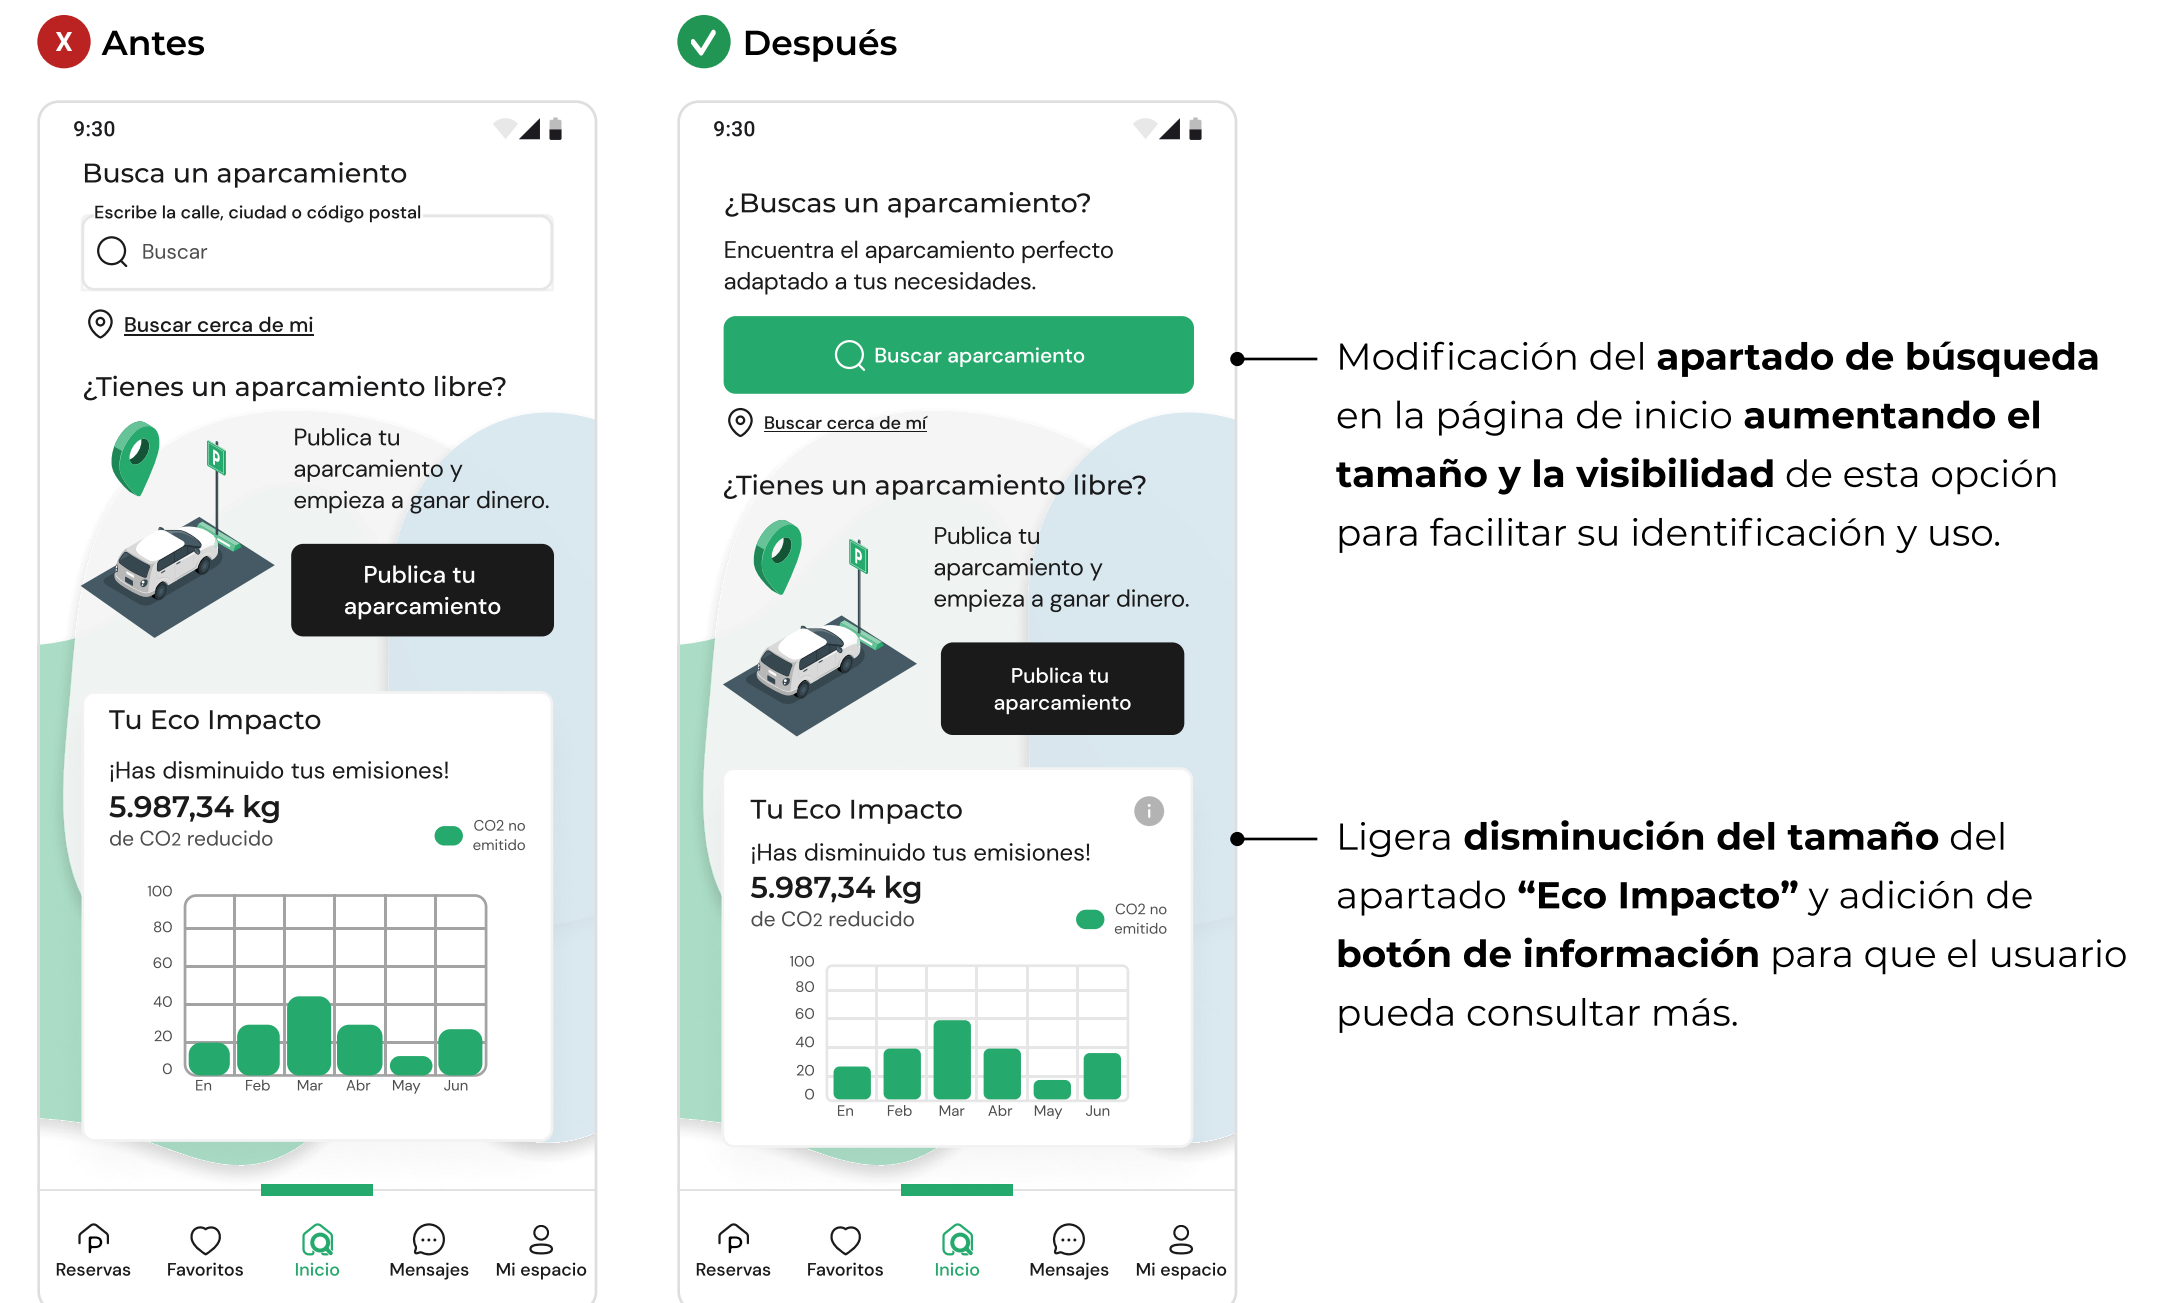 X Antes
9:30
Busca un aparcamiento
Escribe la calle, ciudad o código postal
Buscar
Buscar cerca de mi
¿Tienes un aparcamiento libre?
P
Publica tu
aparcamiento y
empieza a ganar dinero.
Publica tu
aparcamiento
Tu Eco Impacto
¡Has disminuido tus emisiones!
5.987,34 kg
de CO2 reducido
CO2 no
emitido
100
80
60
40
20
0
En Feb Mar Abr May Jun
Reservas Favoritos Inicio Mensajes Mi espacio
Después
9:30
¿Buscas un aparcamiento?
Encuentra el aparcamiento perfecto
adaptado a tus necesidades.
Buscar aparcamiento
Buscar cerca de mí
¿Tienes un aparcamiento libre?
P
Publica tu
aparcamiento y
empieza a ganar dinero.
Publica tu
aparcamiento
Tu Eco Impacto
i
¡Has disminuido tus emisiones!
5.987,34 kg
de CO2 reducido
CO2 no
emitido
100
80
60
40
20
0
En Feb Mar Abr May Jun
Reservas Favoritos Inicio Mensajes Mi espacio
Modificación del apartado de búsqueda
en la página de inicio aumentando el
tamaño y la visibilidad de esta opción
para facilitar su identificación y uso.
Ligera disminución del tamaño del
apartado “Eco Impacto” y adición de
botón de información para que el usuario
pueda consultar más.